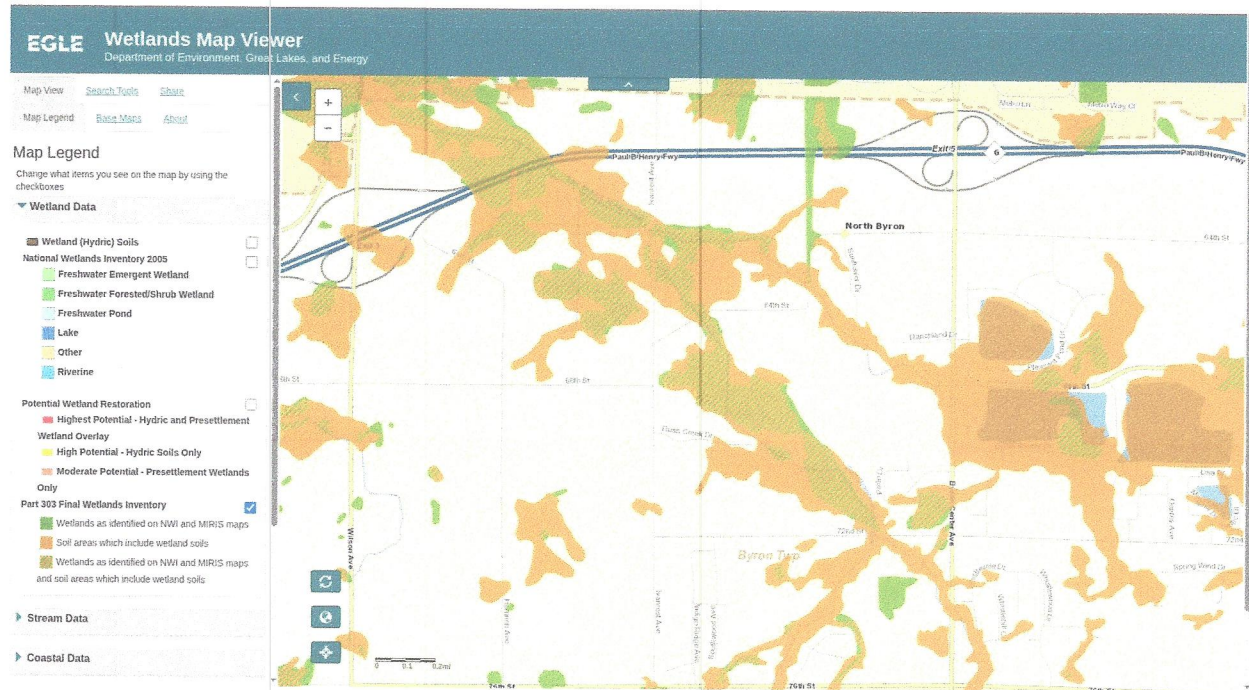 EGLE
Wetlands Map Viewer
Department of Environment, Great Lakes, and Energy
Map View Search Tools Share
Map Legend Base Maps About
Map Legend
Change what items you see on the map by using the
checkboxes
Wetland Data
Wetland (Hydric) Soils
National Wetlands Inventory 2005
Freshwater Emergent Wetland
Freshwater Forested/Shrub Wetland
Freshwater Pond
Lake
Other
Riverine
Potential Wetland Restoration
Highest Potential - Hydric and Presettlement
Wetland Overlay
High Potential - Hydric Soils Only
Moderate Potential - Presettlement Wetlands
Only
Part 303 Final Wetlands Inventory
Wetlands as identified on NWI and MIRIS maps
Soil areas which include wetland soils
Wetlands as identified on NWI and MIRIS maps
and soil areas which include wetland soils
Stream Data
Coastal Data
+
−
Paul B Henry Fwy
Exit 5
6
Paul B Henry Fwy
North Byron
64th St
64th St
68th St
72nd St
72nd
Byron Twp
Wilson Ave
Center Ave
Spring Wind Dr
76th St
76th St
0 0.1 0.2mi